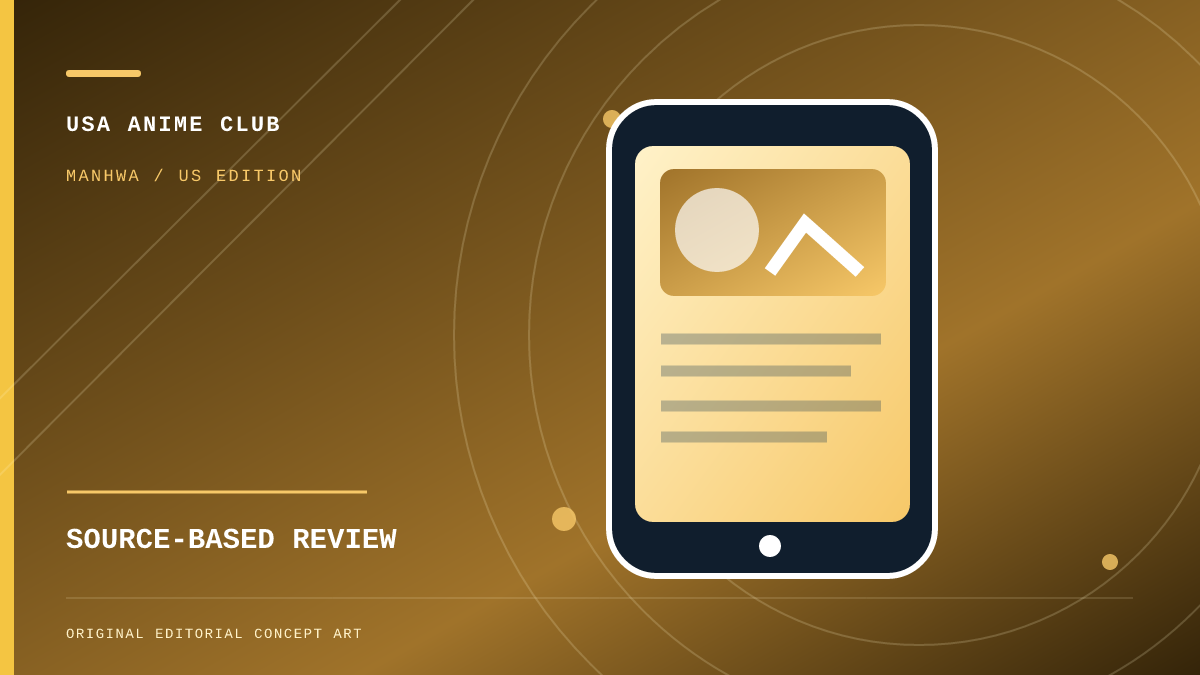 USA ANIME CLUB
MANHWA / US EDITION
SOURCE-BASED REVIEW
ORIGINAL EDITORIAL CONCEPT ART